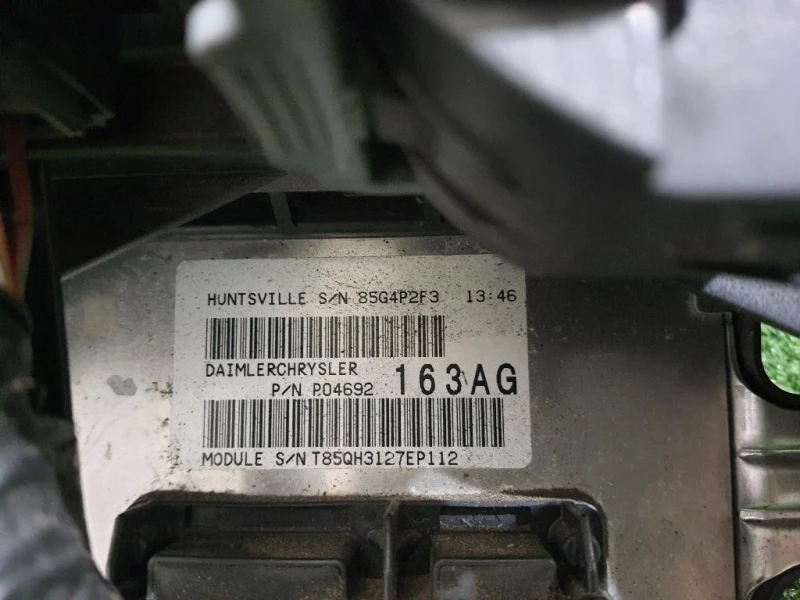 HUNTSVILLE S/N 85G4P2F3 13:46
DAIMLERCHRYSLER
P/N P04692 163AG
MODULE S/N T85QH3127EP112